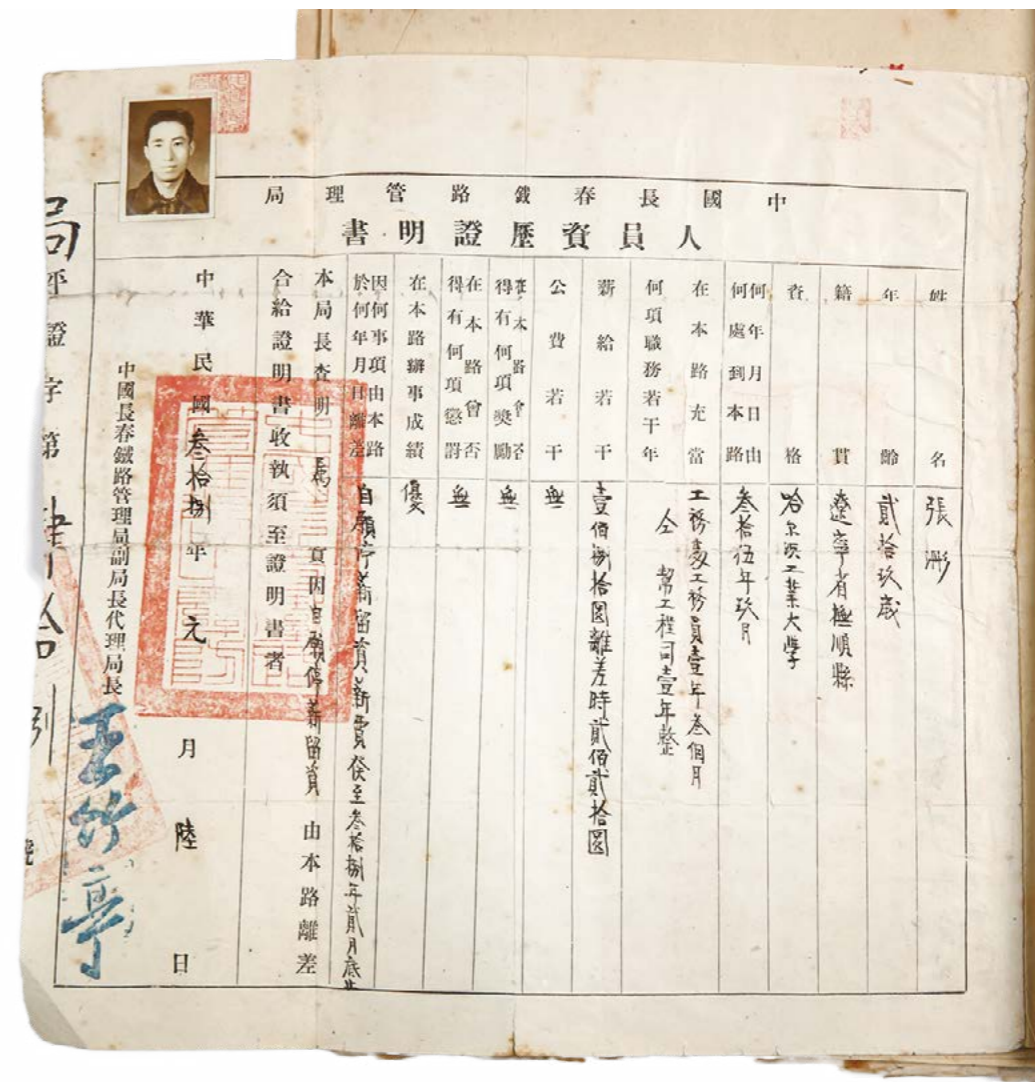 中國長春鐵路管理局
人員資歷證明書
姓名
張
年齡
貳拾玖歲
籍貫
遼寧省撫順縣
資格
哈尔滨工業大學
何年月日由何處到本路
叁拾伍年玖月
在本路充當何項職務若干年
工務處工務員壹年叁個月
仝 幫工程司壹年整
薪給若干
壹佰捌拾圓離差時貳佰貳拾圓
公費若干
無
在本路曾否得有何項獎勵
無
在本路曾否得有何項懲罰
無
在本路辦事成績
優
因何事項由本路於何年月日離差
自願停薪留資薪費發至叁拾捌年貳月底止
本局長查明 爲 員因自願停薪留資 由本路離差
合給證明書收執須至證明書者
中華民國叁拾捌年元月陸日
中國長春鐵路管理局副局長代理局長
王竹亭
局 證字第 拾